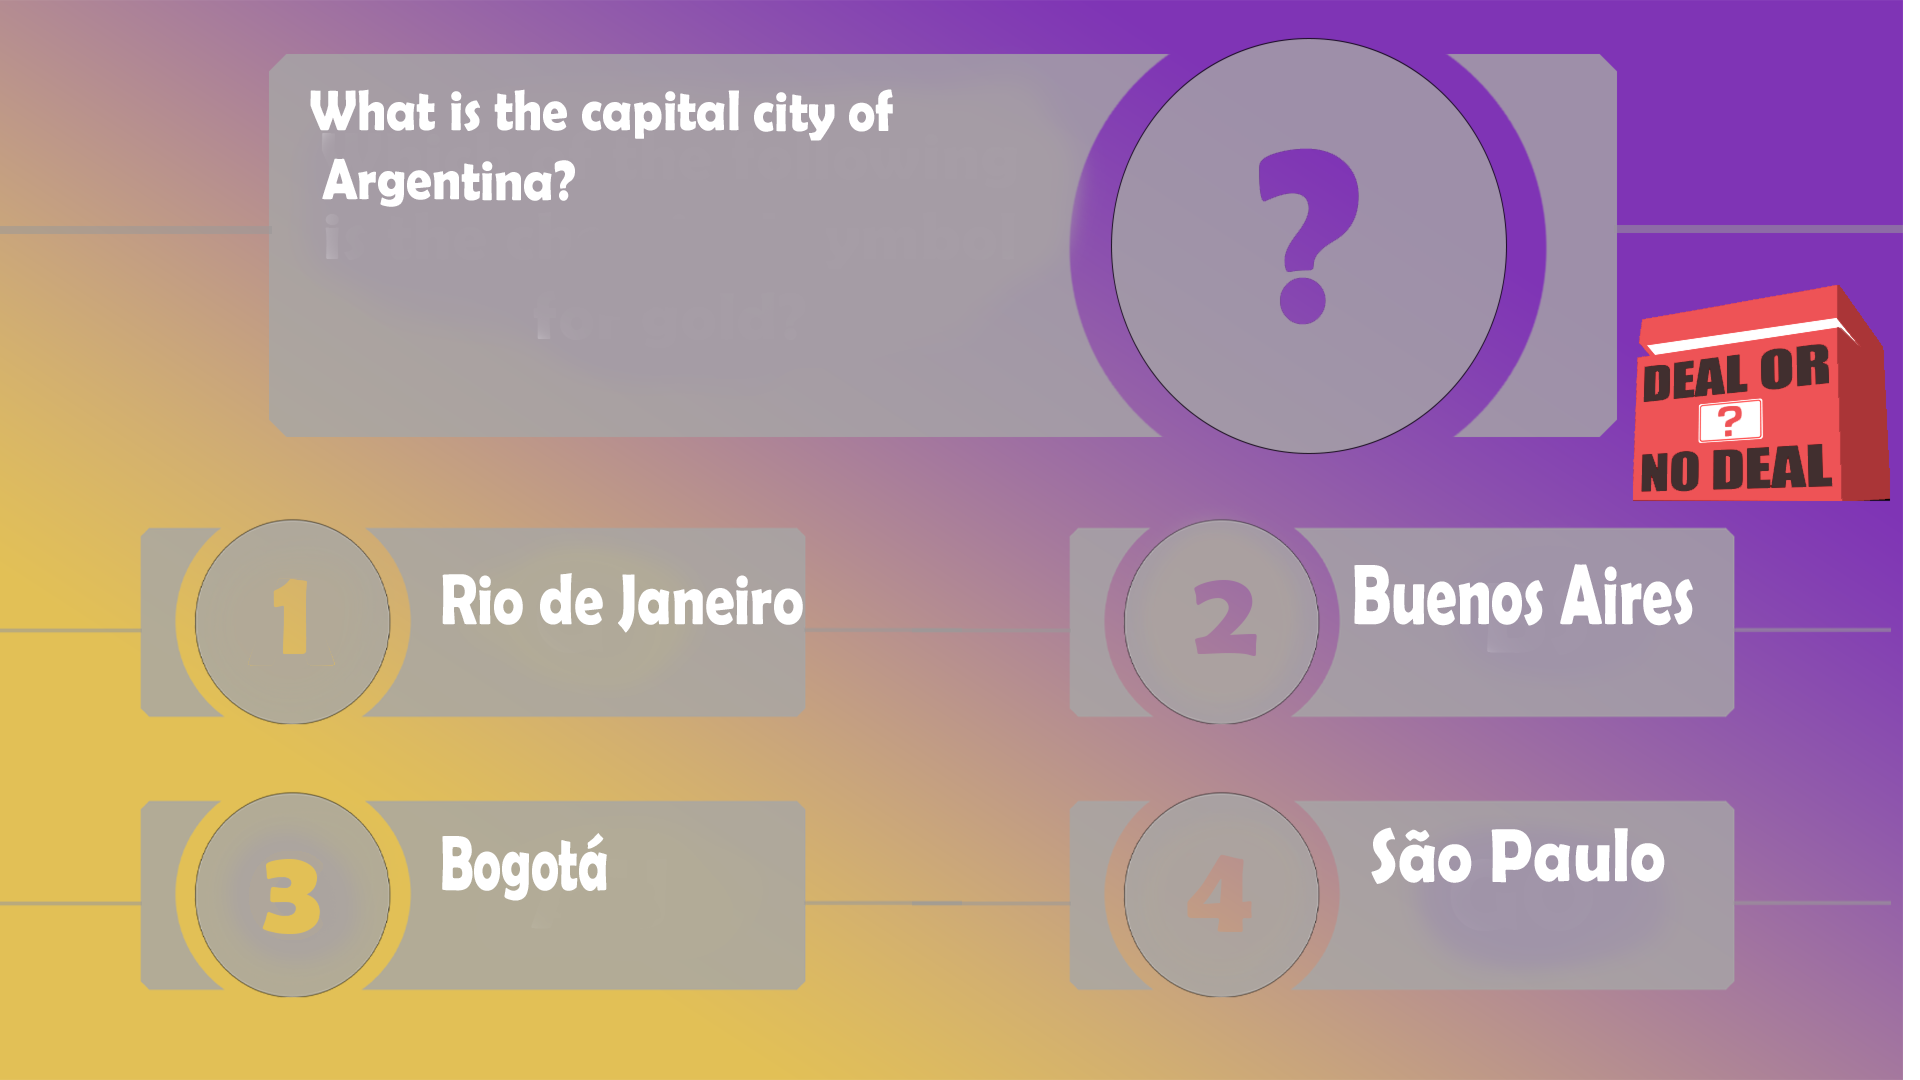 What is the capital city of
Argentina?
?
DEAL OR
?
NO DEAL
1
Rio de Janeiro
2
Buenos Aires
3
Bogotá
4
São Paulo